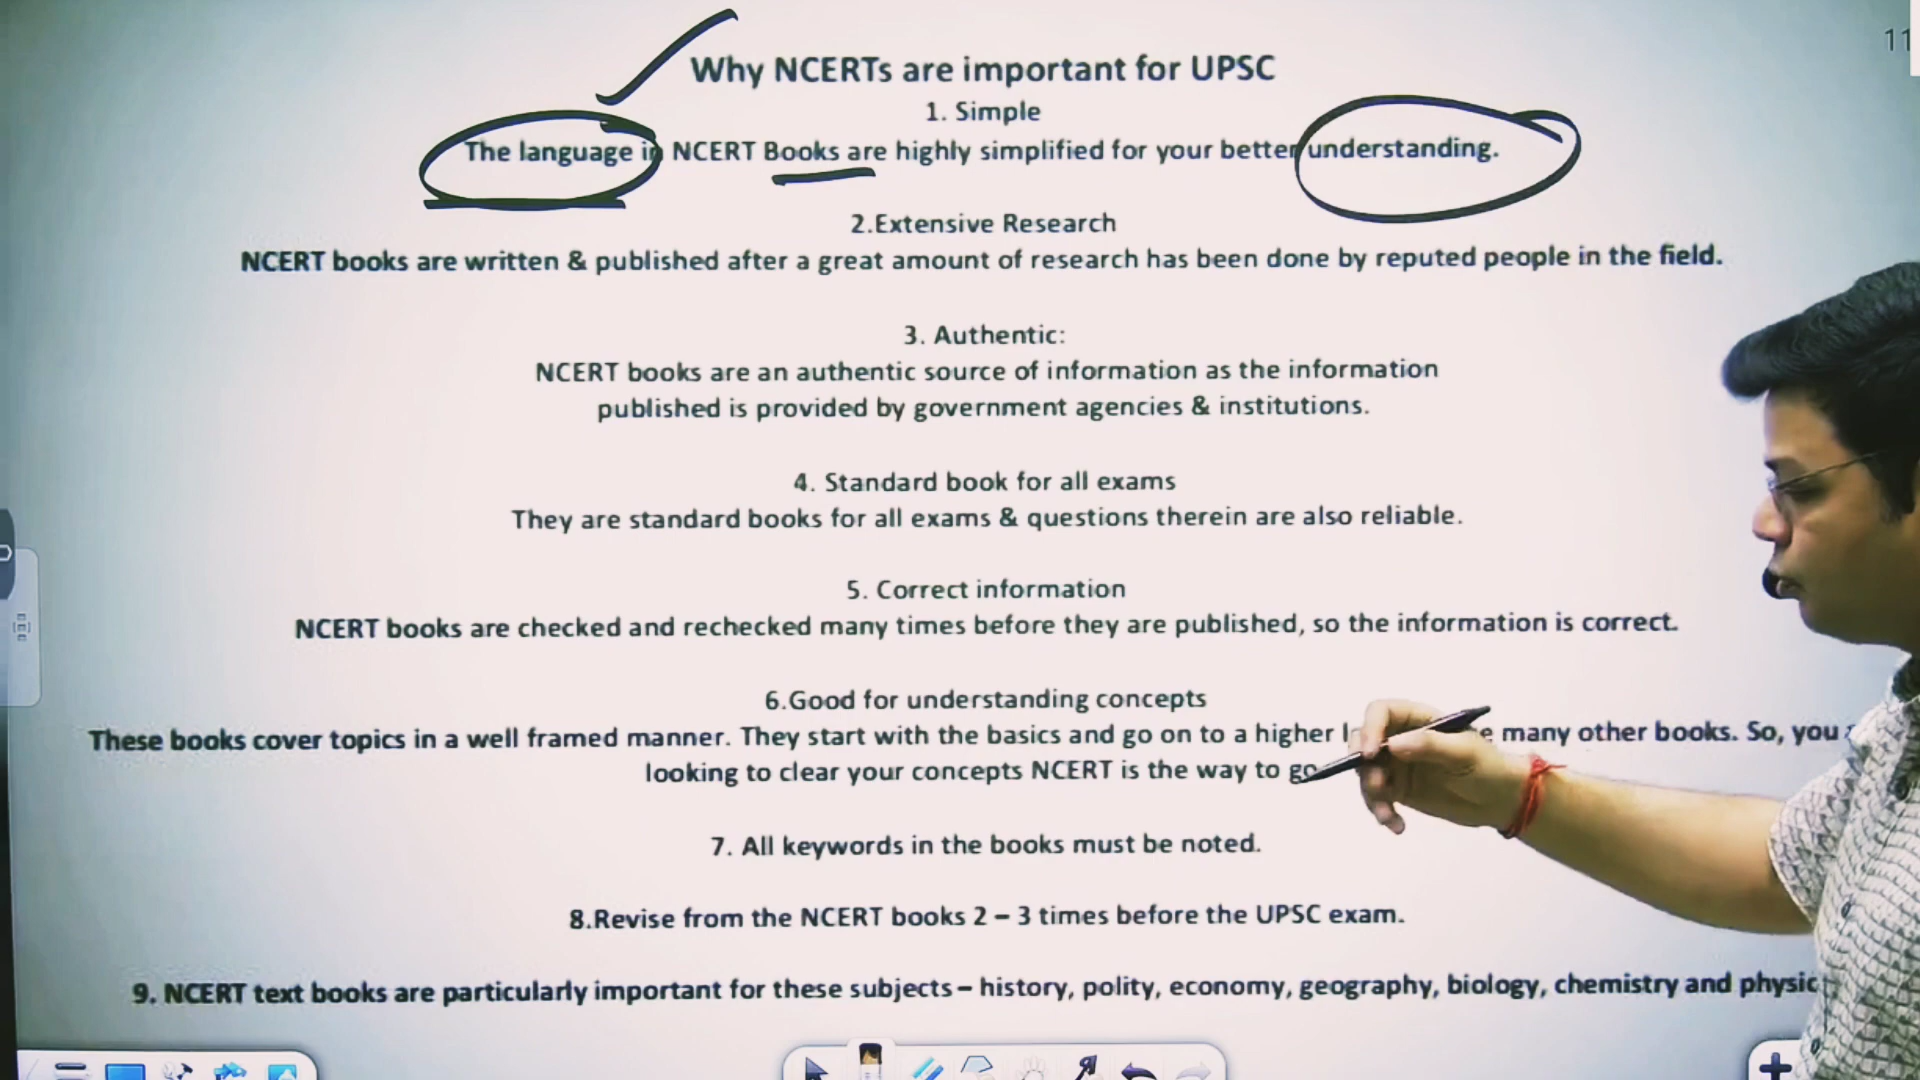 11
Why NCERTs are important for UPSC
1. Simple
The language in NCERT Books are highly simplified for your better understanding.
2.Extensive Research
NCERT books are written & published after a great amount of research has been done by reputed people in the field.
3. Authentic:
NCERT books are an authentic source of information as the information
published is provided by government agencies & institutions.
4. Standard book for all exams
They are standard books for all exams & questions therein are also reliable.
5. Correct information
NCERT books are checked and rechecked many times before they are published, so the information is correct.
6.Good for understanding concepts
These books cover topics in a well framed manner. They start with the basics and go on to a higher many other books. So, you
looking to clear your concepts NCERT is the way to go
7. All keywords in the books must be noted.
8.Revise from the NCERT books 2 – 3 times before the UPSC exam.
9. NCERT text books are particularly important for these subjects – history, polity, economy, geography, biology, chemistry and physic